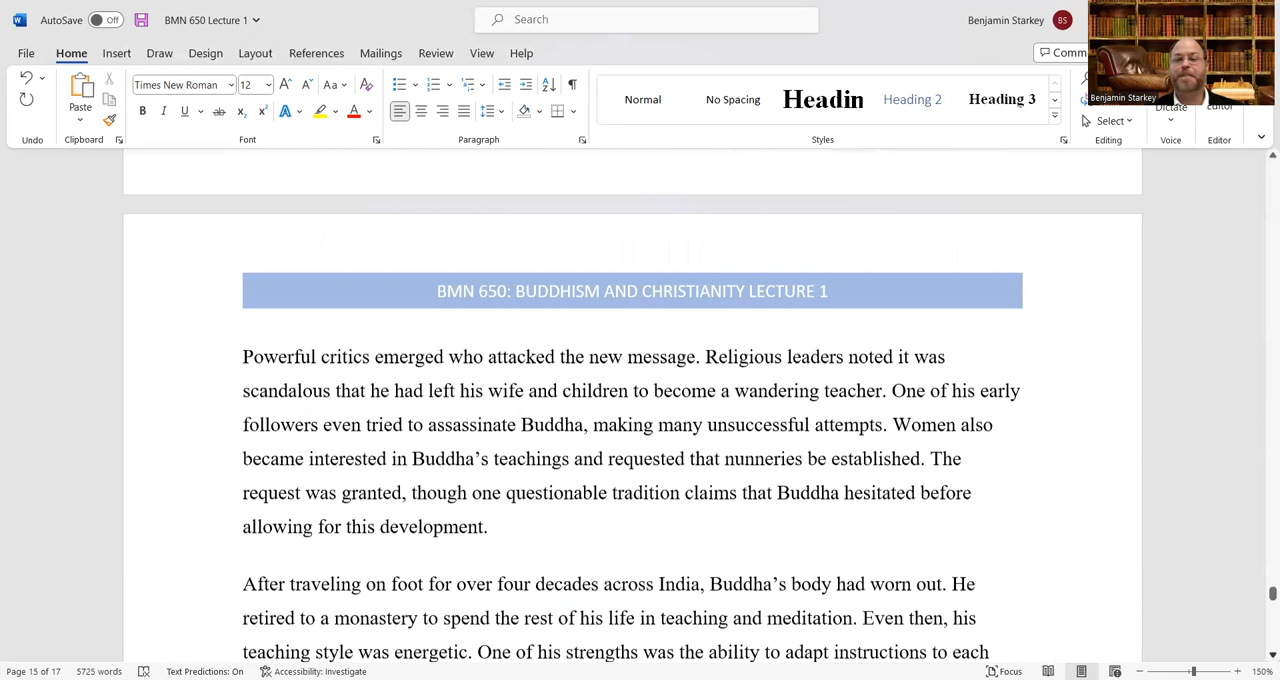 AutoSave Off BMN 650 Lecture 1 Search Benjamin Starkey BS
File Home Insert Draw Design Layout References Mailings Review View Help
Benjamin Starkey
Times New Roman 12 Aa
Paste
B I U ab x₂ x² A A
Normal No Spacing Headin Heading 2 Heading 3
Dictate Editor
Select
Undo Clipboard Font Paragraph Styles Editing Voice Editor
BMN 650: BUDDHISM AND CHRISTIANITY LECTURE 1
Powerful critics emerged who attacked the new message. Religious leaders noted it was
scandalous that he had left his wife and children to become a wandering teacher. One of his early
followers even tried to assassinate Buddha, making many unsuccessful attempts. Women also
became interested in Buddha’s teachings and requested that nunneries be established. The
request was granted, though one questionable tradition claims that Buddha hesitated before
allowing for this development.
After traveling on foot for over four decades across India, Buddha’s body had worn out. He
retired to a monastery to spend the rest of his life in teaching and meditation. Even then, his
teaching style was energetic. One of his strengths was the ability to adapt instructions to each
Page 15 of 17 5725 words Text Predictions: On Accessibility: Investigate Focus 150%